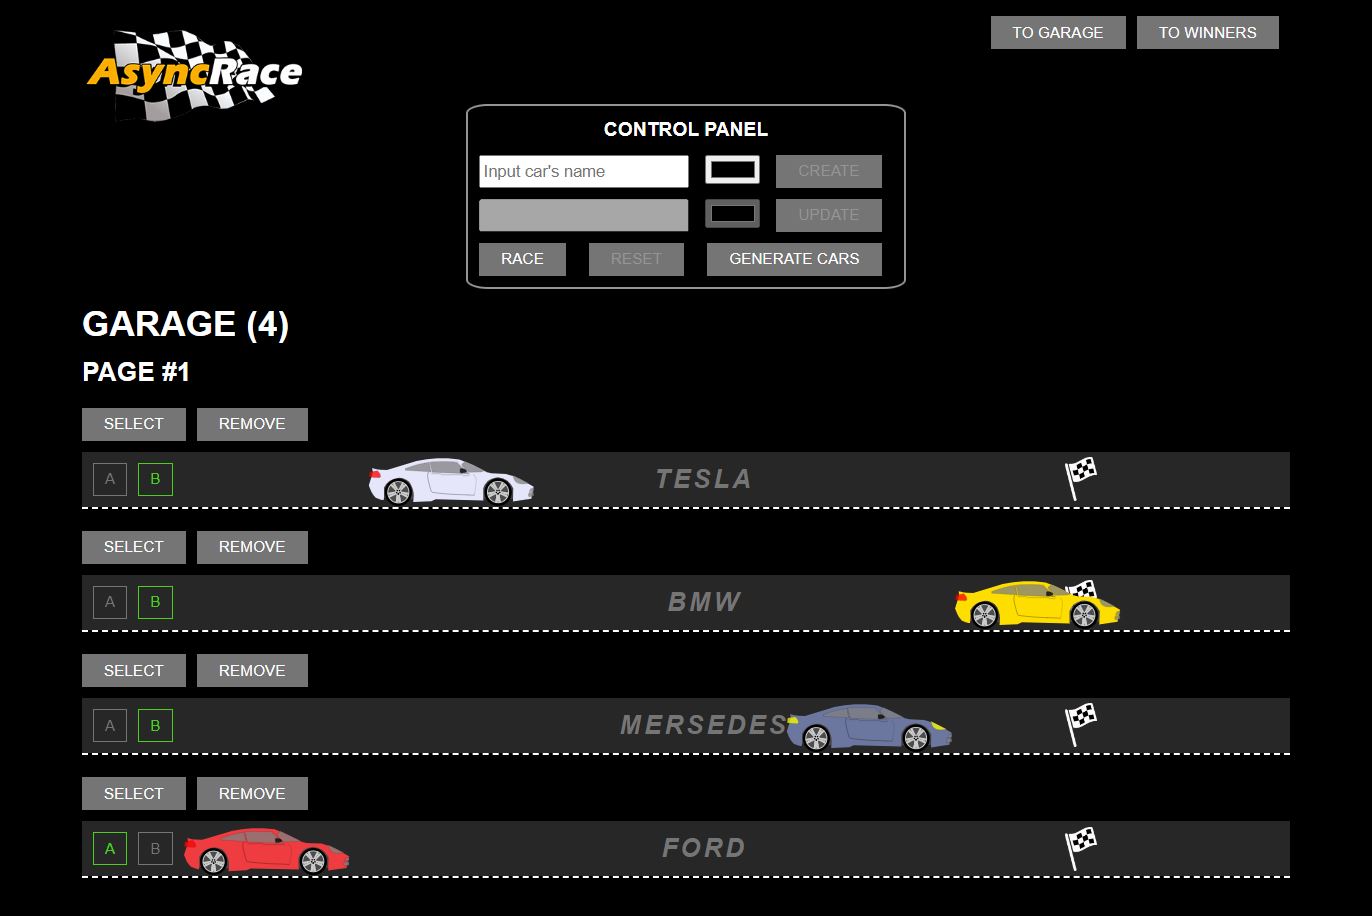 AsyncRace
TO GARAGE TO WINNERS
CONTROL PANEL
Input car's name CREATE
UPDATE
RACE RESET GENERATE CARS
GARAGE (4)
PAGE #1
SELECT REMOVE
A B TESLA
SELECT REMOVE
A B BMW
SELECT REMOVE
A B MERSEDES
SELECT REMOVE
A B FORD